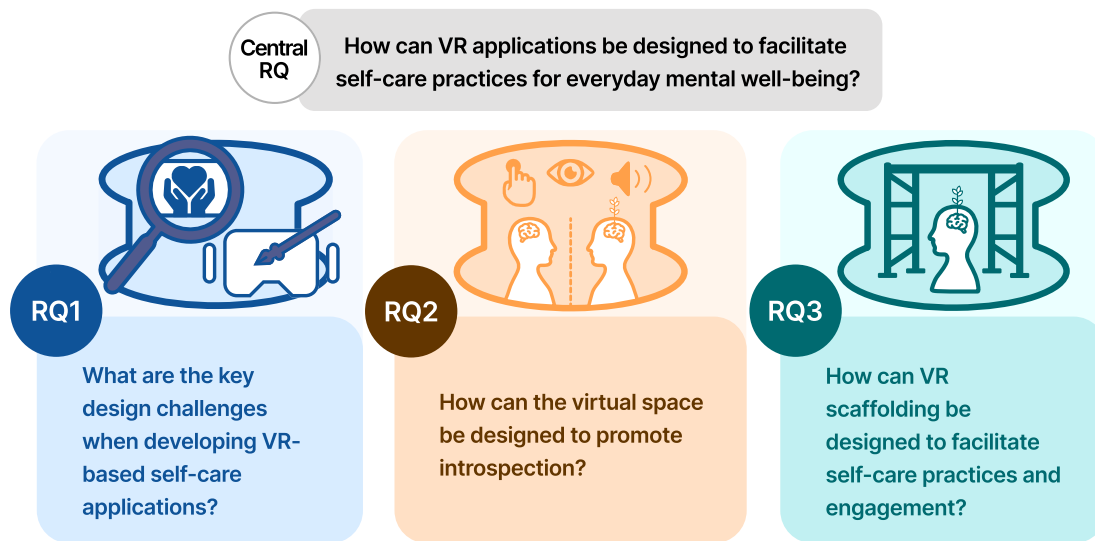 Central
RQ
How can VR applications be designed to facilitate
self-care practices for everyday mental well-being?
RQ1
What are the key
design challenges
when developing VR-
based self-care
applications?
RQ2
How can the virtual space
be designed to promote
introspection?
RQ3
How can VR
scaffolding be
designed to facilitate
self-care practices and
engagement?